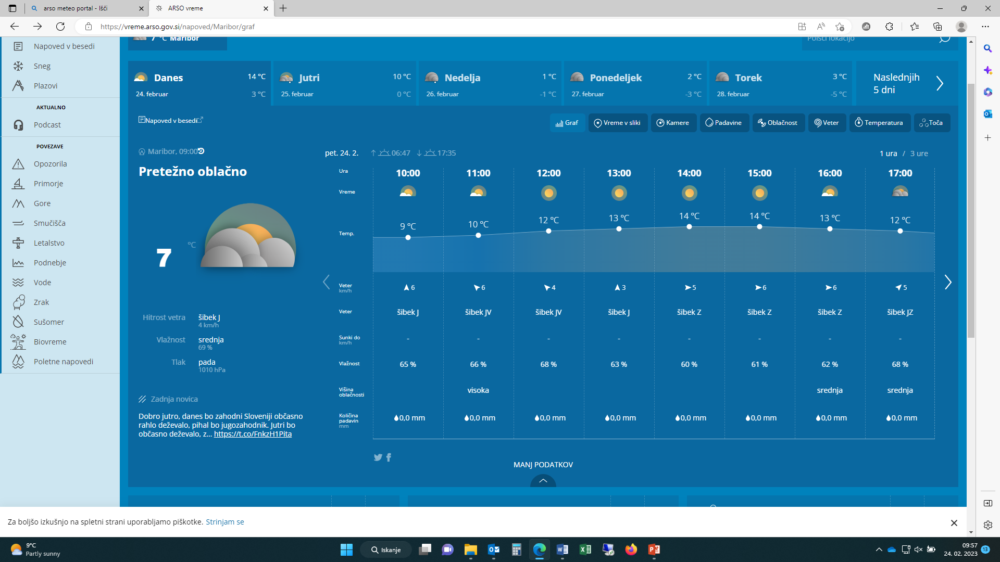 arso meteo portal - Išči
ARSO vreme
https://vreme.arso.gov.si/napoved/Maribor/graf
Napoved v besedi
Sneg
Plazovi
AKTUALNO
Podcast
POVEZAVE
Opozorila
Primorje
Gore
Smučišča
Letalstvo
Podnebje
Vode
Zrak
Sušomer
Biovreme
Poletne napovedi
7 °C Maribor
Poišči lokacijo
Danes 14 °C
24. februar 3 °C
Jutri 10 °C
25. februar 0 °C
Nedelja 1 °C
26. februar -1 °C
Ponedeljek 2 °C
27. februar -3 °C
Torek 3 °C
28. februar -5 °C
Naslednjih
5 dni
Napoved v besedi
Graf Vreme v sliki Kamere Padavine Oblačnost Veter Temperatura Toča
Maribor, 09:00
Pretežno oblačno
7 °C
Hitrost vetra šibek J
4 km/h
Vlažnost srednja
69 %
Tlak pada
1010 hPa
Zadnja novica
Dobro jutro, danes bo zahodni Sloveniji občasno
rahlo deževalo, pihal bo jugozahodnik. Jutri bo
občasno deževalo, z... https://t.co/FnkzH1Pita
pet. 24. 2. 06:47 17:35
1 ura / 3 ure
Ura 10:00 11:00 12:00 13:00 14:00 15:00 16:00 17:00
Vreme
Temp. 9 °C 10 °C 12 °C 13 °C 14 °C 14 °C 13 °C 12 °C
Veter 6 6 4 3 5 6 6 5
km/h
Veter šibek J šibek JV šibek JV šibek J šibek Z šibek Z šibek Z šibek JZ
Sunki do - - - - - - - -
km/h
Vlažnost 65 % 66 % 68 % 63 % 60 % 61 % 62 % 68 %
Višina
oblačnosti visoka srednja srednja
Količina
padavin 0,0 mm 0,0 mm 0,0 mm 0,0 mm 0,0 mm 0,0 mm 0,0 mm 0,0 mm
mm
MANJ PODATKOV
Za boljšo izkušnjo na spletni strani uporabljamo piškotke. Strinjam se
9°C
Partly sunny
Iskanje
09:57
24. 02. 2023
13